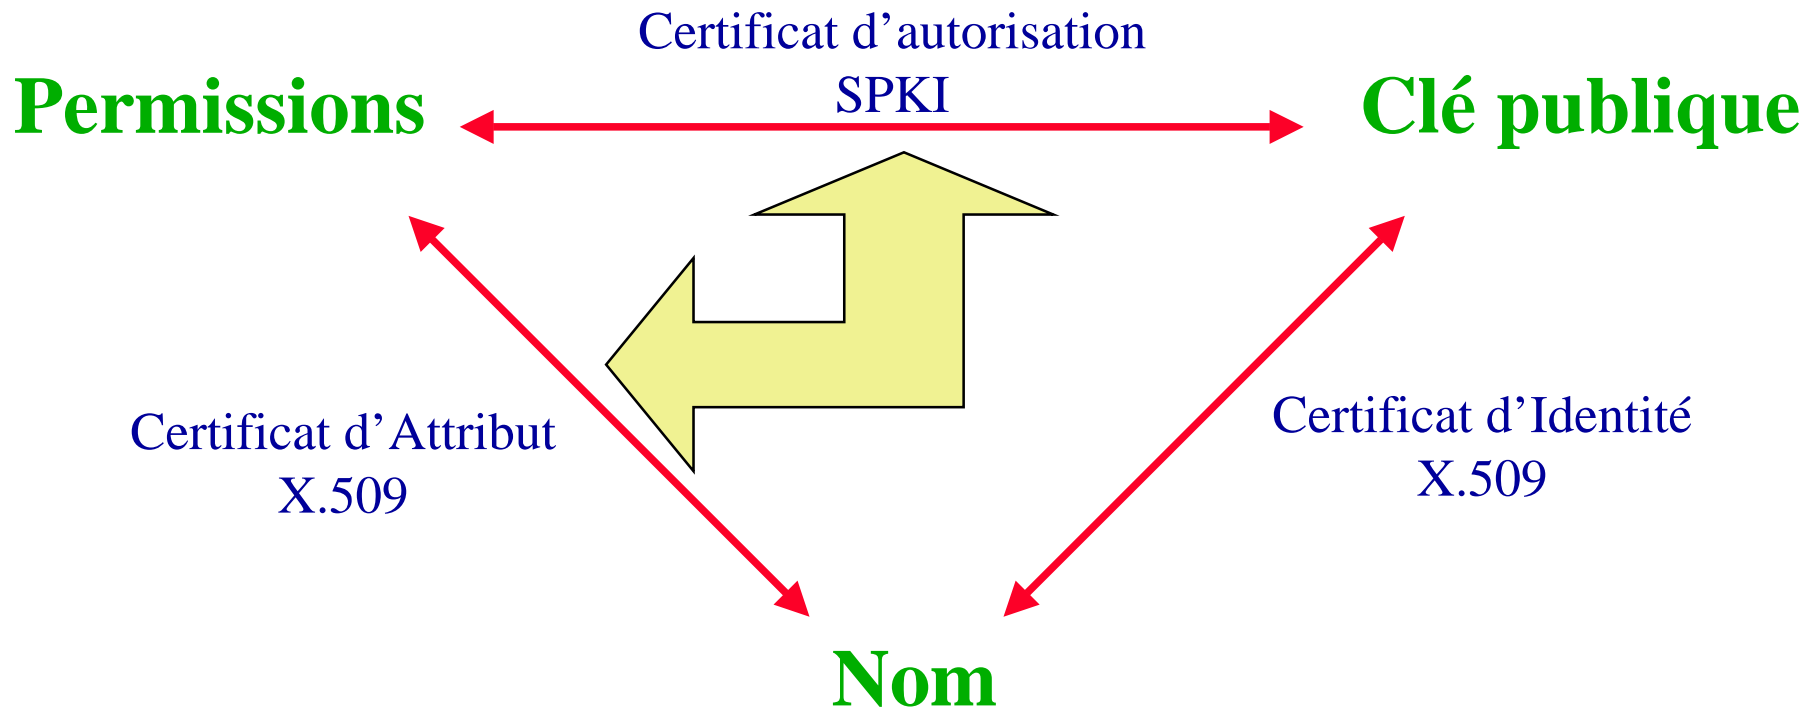 Certificat d’autorisation
SPKI
Permissions
Clé publique
Certificat d’Attribut
X.509
Certificat d’Identité
X.509
Nom